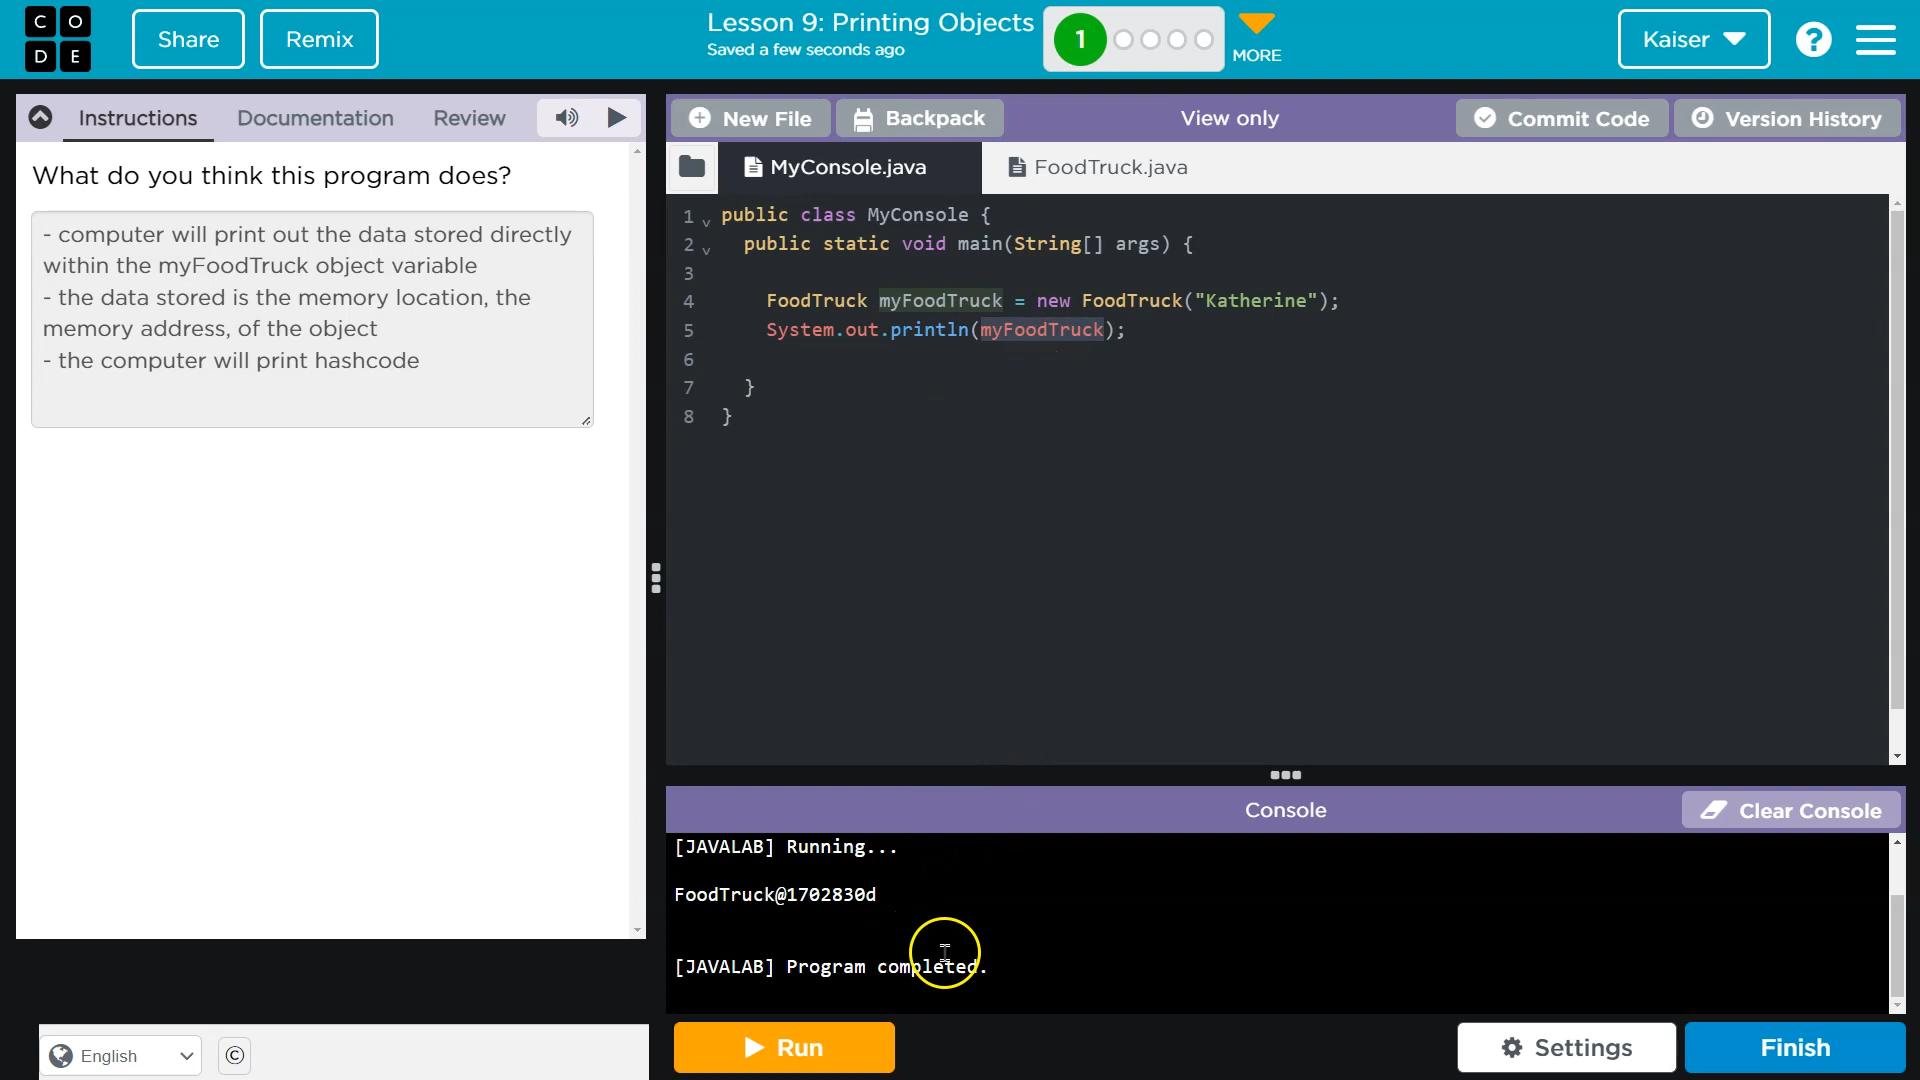 C O D E
Share
Remix
Lesson 9: Printing Objects
Saved a few seconds ago
1
MORE
Kaiser
?
Instructions
Documentation
Review
New File
Backpack
View only
Commit Code
Version History
What do you think this program does?
- computer will print out the data stored directly
within the myFoodTruck object variable
- the data stored is the memory location, the
memory address, of the object
- the computer will print hashcode
MyConsole.java
FoodTruck.java
1 public class MyConsole {
2 public static void main(String[] args) {
3
4 FoodTruck myFoodTruck = new FoodTruck("Katherine");
5 System.out.println(myFoodTruck);
6
7 }
8 }
Console
Clear Console
[JAVALAB] Running...
FoodTruck@1702830d
[JAVALAB] Program completed.
English
©
Run
Settings
Finish